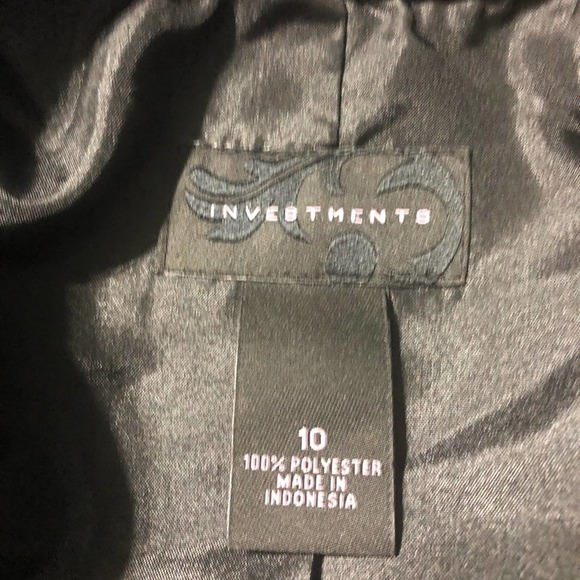 INVESTMENTS
10
100% POLYESTER
MADE IN
INDONESIA